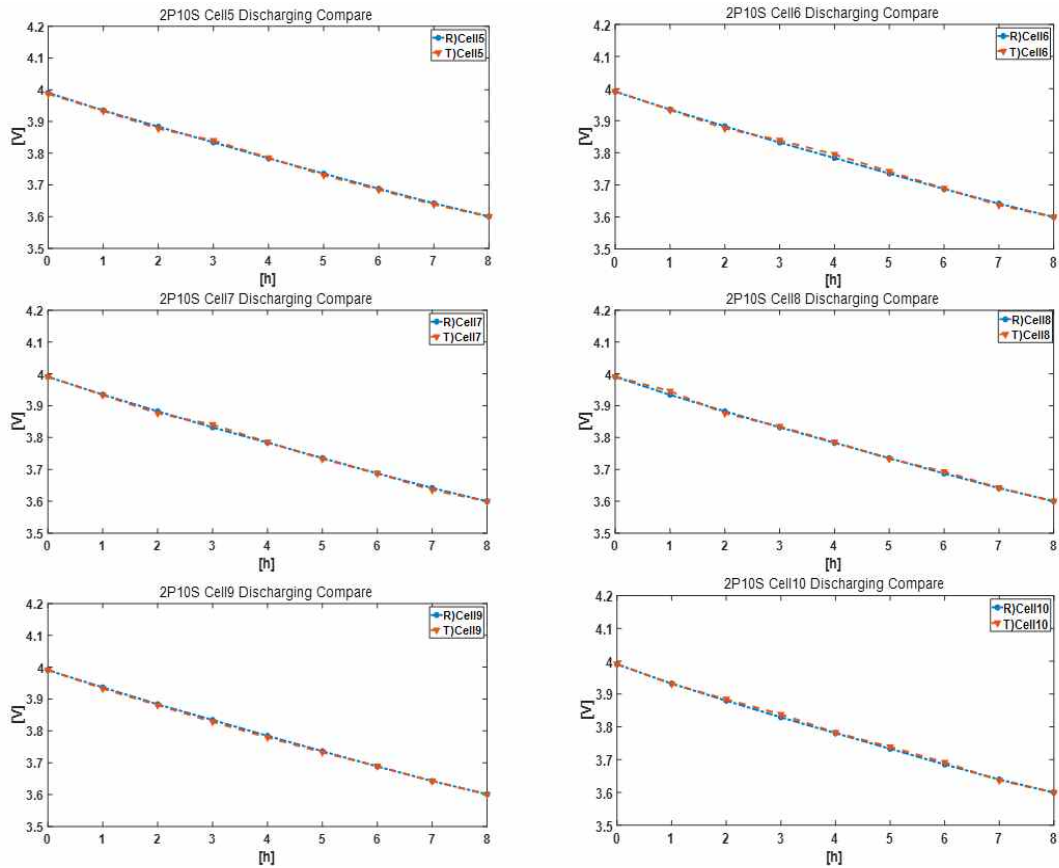 2P10S Cell5 Discharging Compare
R)Cell5
T)Cell5
4.2
4.1
4
3.9
3.8
3.7
3.6
3.5
[V]
0 1 2 3 4 5 6 7 8
[h]
2P10S Cell6 Discharging Compare
R)Cell6
T)Cell6
4.2
4.1
4
3.9
3.8
3.7
3.6
3.5
[V]
0 1 2 3 4 5 6 7 8
[h]
2P10S Cell7 Discharging Compare
R)Cell7
T)Cell7
4.2
4.1
4
3.9
3.8
3.7
3.6
3.5
[V]
0 1 2 3 4 5 6 7 8
[h]
2P10S Cell8 Discharging Compare
R)Cell8
T)Cell8
4.2
4.1
4
3.9
3.8
3.7
3.6
3.5
[V]
0 1 2 3 4 5 6 7 8
[h]
2P10S Cell9 Discharging Compare
R)Cell9
T)Cell9
4.2
4.1
4
3.9
3.8
3.7
3.6
3.5
[V]
0 1 2 3 4 5 6 7 8
[h]
2P10S Cell10 Discharging Compare
R)Cell10
T)Cell10
4.2
4.1
4
3.9
3.8
3.7
3.6
3.5
[V]
0 1 2 3 4 5 6 7 8
[h]